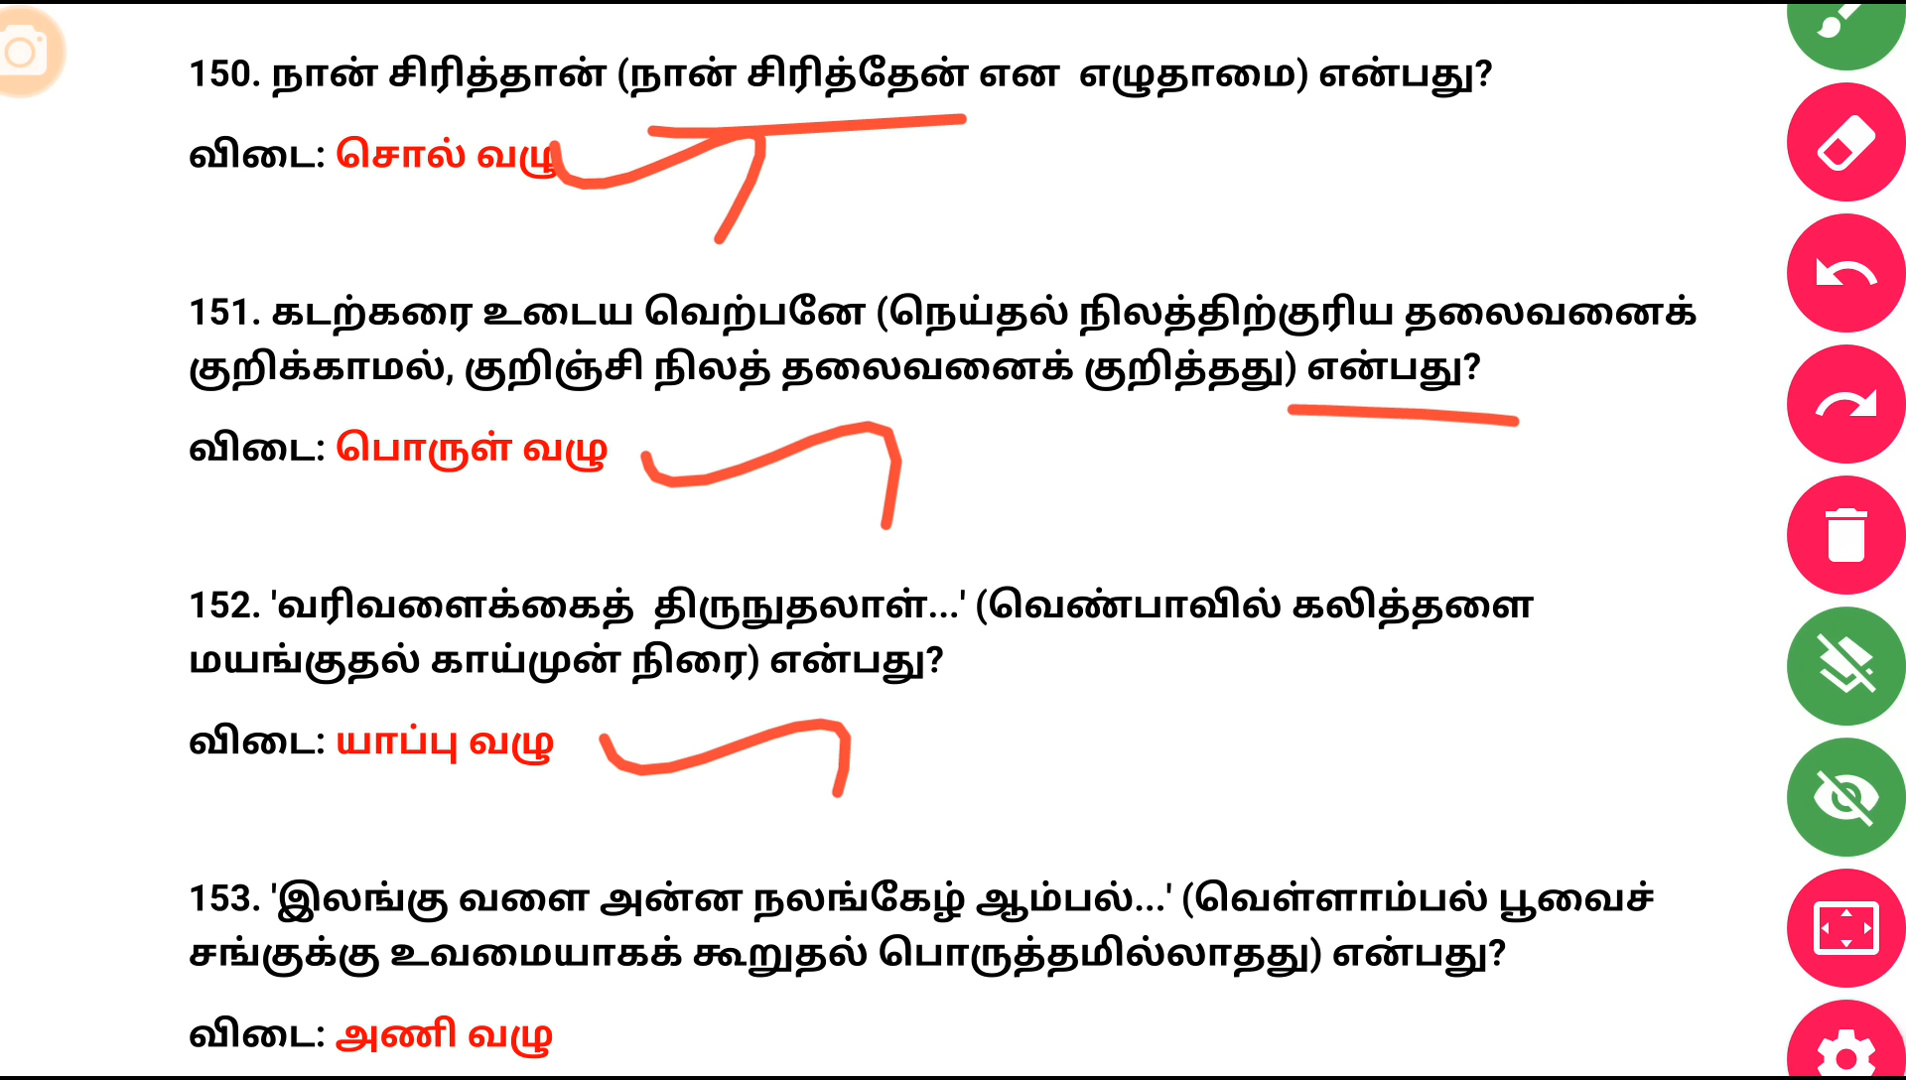 150. நான் சிரித்தான் (நான் சிரித்தேன் என எழுதாமை) என்பது?
விடை: சொல் வழு
151. கடற்கரை உடைய வெற்பனே (நெய்தல் நிலத்திற்குரிய தலைவனைக்
குறிக்காமல், குறிஞ்சி நிலத் தலைவனைக் குறித்தது) என்பது?
விடை: பொருள் வழு
152. 'வரிவளைக்கைத் திருநுதலாள்...' (வெண்பாவில் கலித்தளை
மயங்குதல் காய்முன் நிரை) என்பது?
விடை: யாப்பு வழு
153. 'இலங்கு வளை அன்ன நலங்கேழ் ஆம்பல்...' (வெள்ளாம்பல் பூவைச்
சங்குக்கு உவமையாகக் கூறுதல் பொருத்தமில்லாதது) என்பது?
விடை: அணி வழு